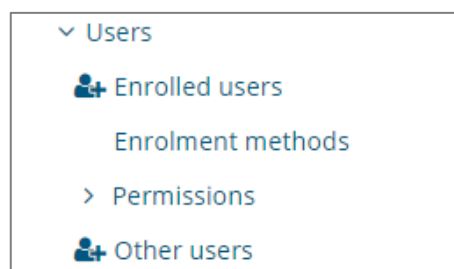 Users
Enrolled users
Enrolment methods
Permissions
Other users